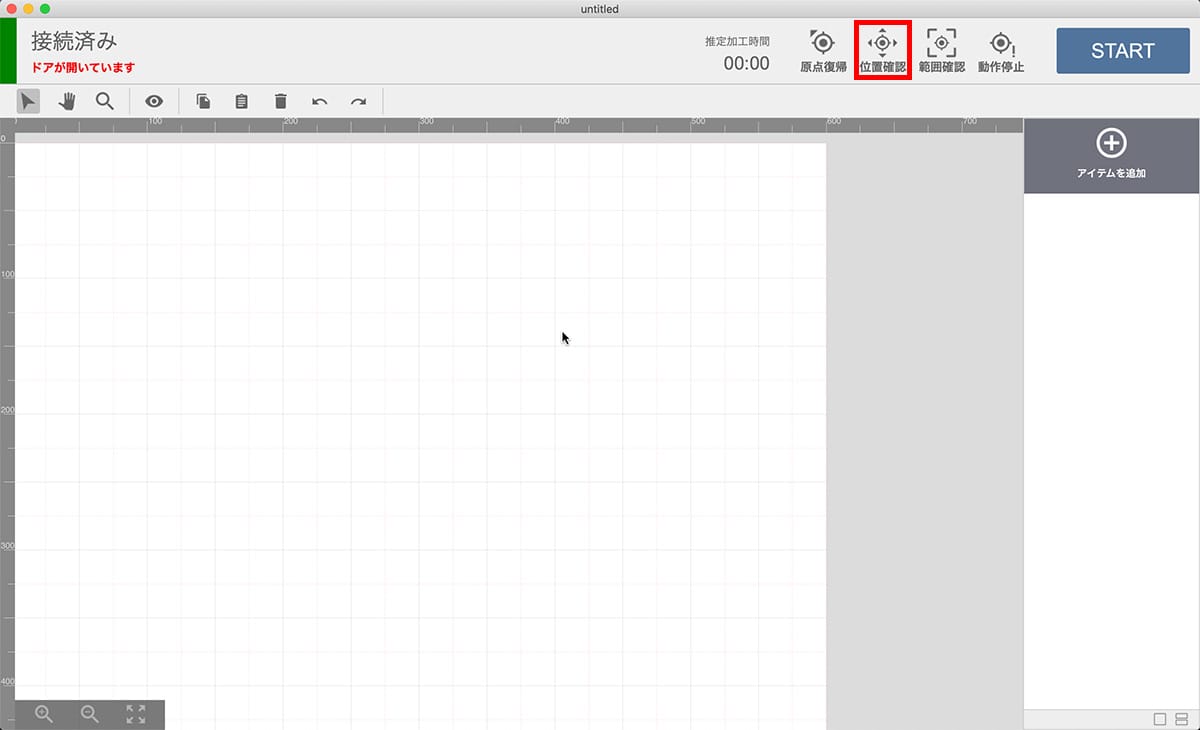 untitled
接続済み
ドアが開いています
推定加工時間
00:00
原点復帰
位置確認
範囲確認
動作停止
START
100
200
300
400
500
600
700
アイテムを追加
0
100
200
300
400